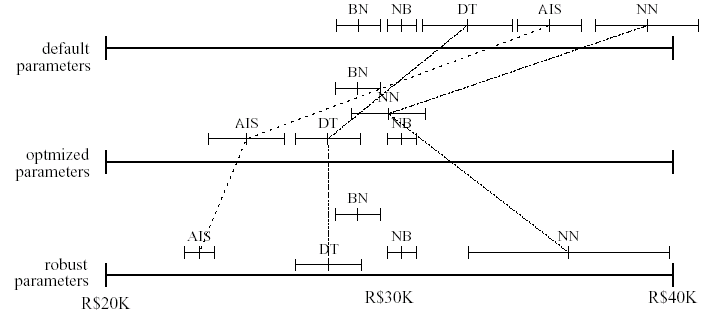 BN NB DT AIS NN
default
parameters
BN
NN
AIS DT NB
optmized
parameters
BN
AIS DT NB NN
robust
parameters
R$20K R$30K R$40K